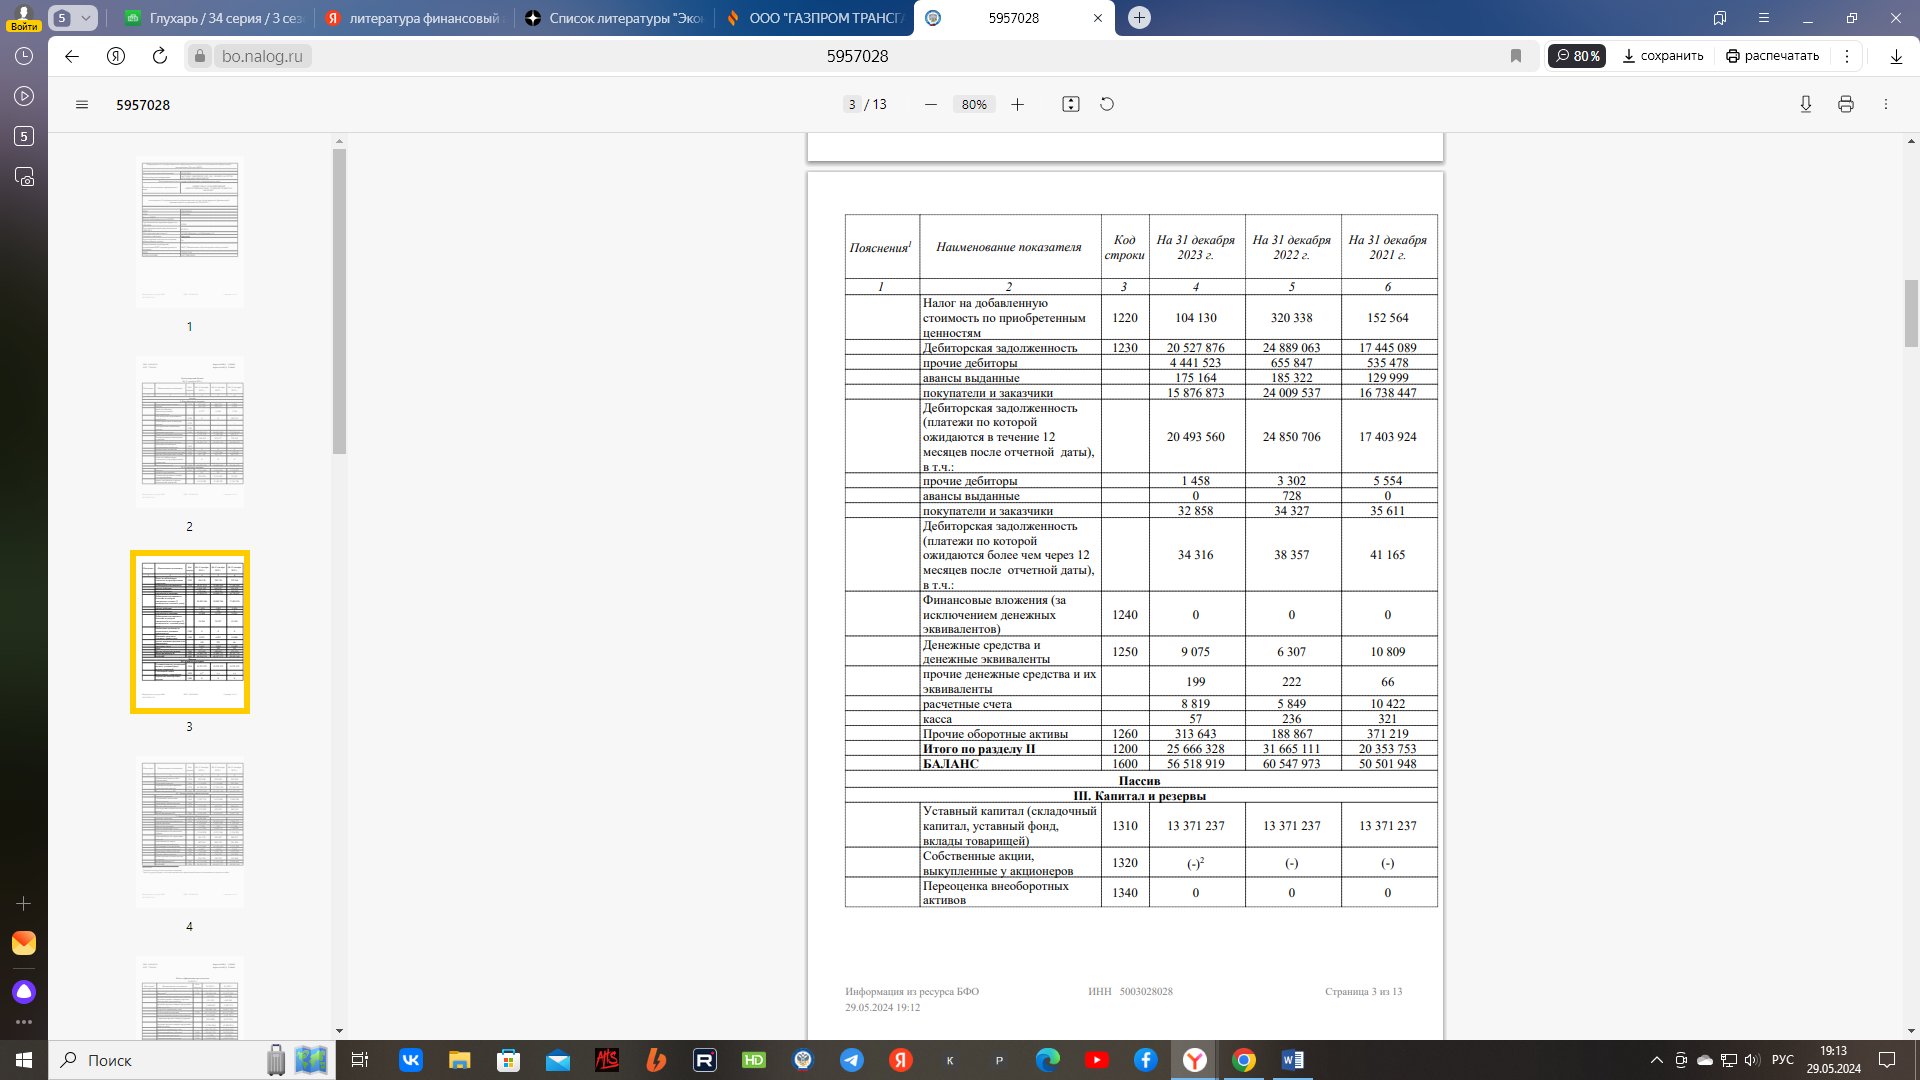 Войти
5
Глухарь / 34 серия / 3 сез
литература финансовый
Список литературы "Экон
ООО "ГАЗПРОМ ТРАНСГА
5957028
bo.nalog.ru
5957028
80%
сохранить
распечатать
5957028
3 / 13
80%
5
1
2
3
4
Пояснения1 Наименование показателя Код строки На 31 декабря 2023 г. На 31 декабря 2022 г. На 31 декабря 2021 г.
1 2 3 4 5 6
Налог на добавленную
стоимость по приобретенным 1220 104 130 320 338 152 564
ценностям
Дебиторская задолженность 1230 20 527 876 24 889 063 17 445 089
прочие дебиторы 4 441 523 655 847 535 478
авансы выданные 175 164 185 322 129 999
покупатели и заказчики 15 876 873 24 009 537 16 738 447
Дебиторская задолженность
(платежи по которой
ожидаются в течение 12 20 493 560 24 850 706 17 403 924
месяцев после отчетной даты),
в т.ч.:
прочие дебиторы 1 458 3 302 5 554
авансы выданные 0 728 0
покупатели и заказчики 32 858 34 327 35 611
Дебиторская задолженность
(платежи по которой
ожидаются более чем через 12 34 316 38 357 41 165
месяцев после отчетной даты),
в т.ч.:
Финансовые вложения (за
исключением денежных 1240 0 0 0
эквивалентов)
Денежные средства и
денежные эквиваленты 1250 9 075 6 307 10 809
прочие денежные средства и их
эквиваленты 199 222 66
расчетные счета 8 819 5 849 10 422
касса 57 236 321
Прочие оборотные активы 1260 313 643 188 867 371 219
Итого по разделу II 1200 25 666 328 31 665 111 20 353 753
БАЛАНС 1600 56 518 919 60 547 973 50 501 948
Пассив
III. Капитал и резервы
Уставный капитал (складочный
капитал, уставный фонд, 1310 13 371 237 13 371 237 13 371 237
вклады товарищей)
Собственные акции,
выкупленные у акционеров 1320 (-)2 (-) (-)
Переоценка внеоборотных
активов 1340 0 0 0
Информация из ресурса БФО ИНН 5003028028 Страница 3 из 13
29.05.2024 19:12
Поиск
HD
К
Р
РУС
19:13
29.05.2024